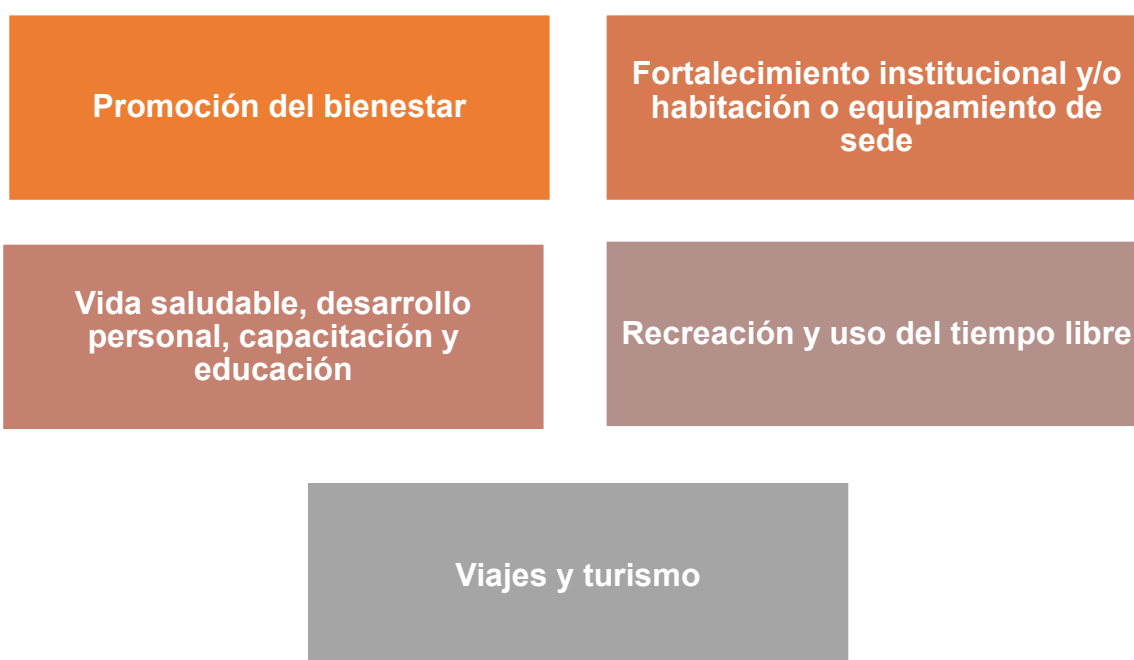 Promoción del bienestar
Fortalecimiento institucional y/o
habitación o equipamiento de
sede
Vida saludable, desarrollo
personal, capacitación y
educación
Recreación y uso del tiempo libre
Viajes y turismo